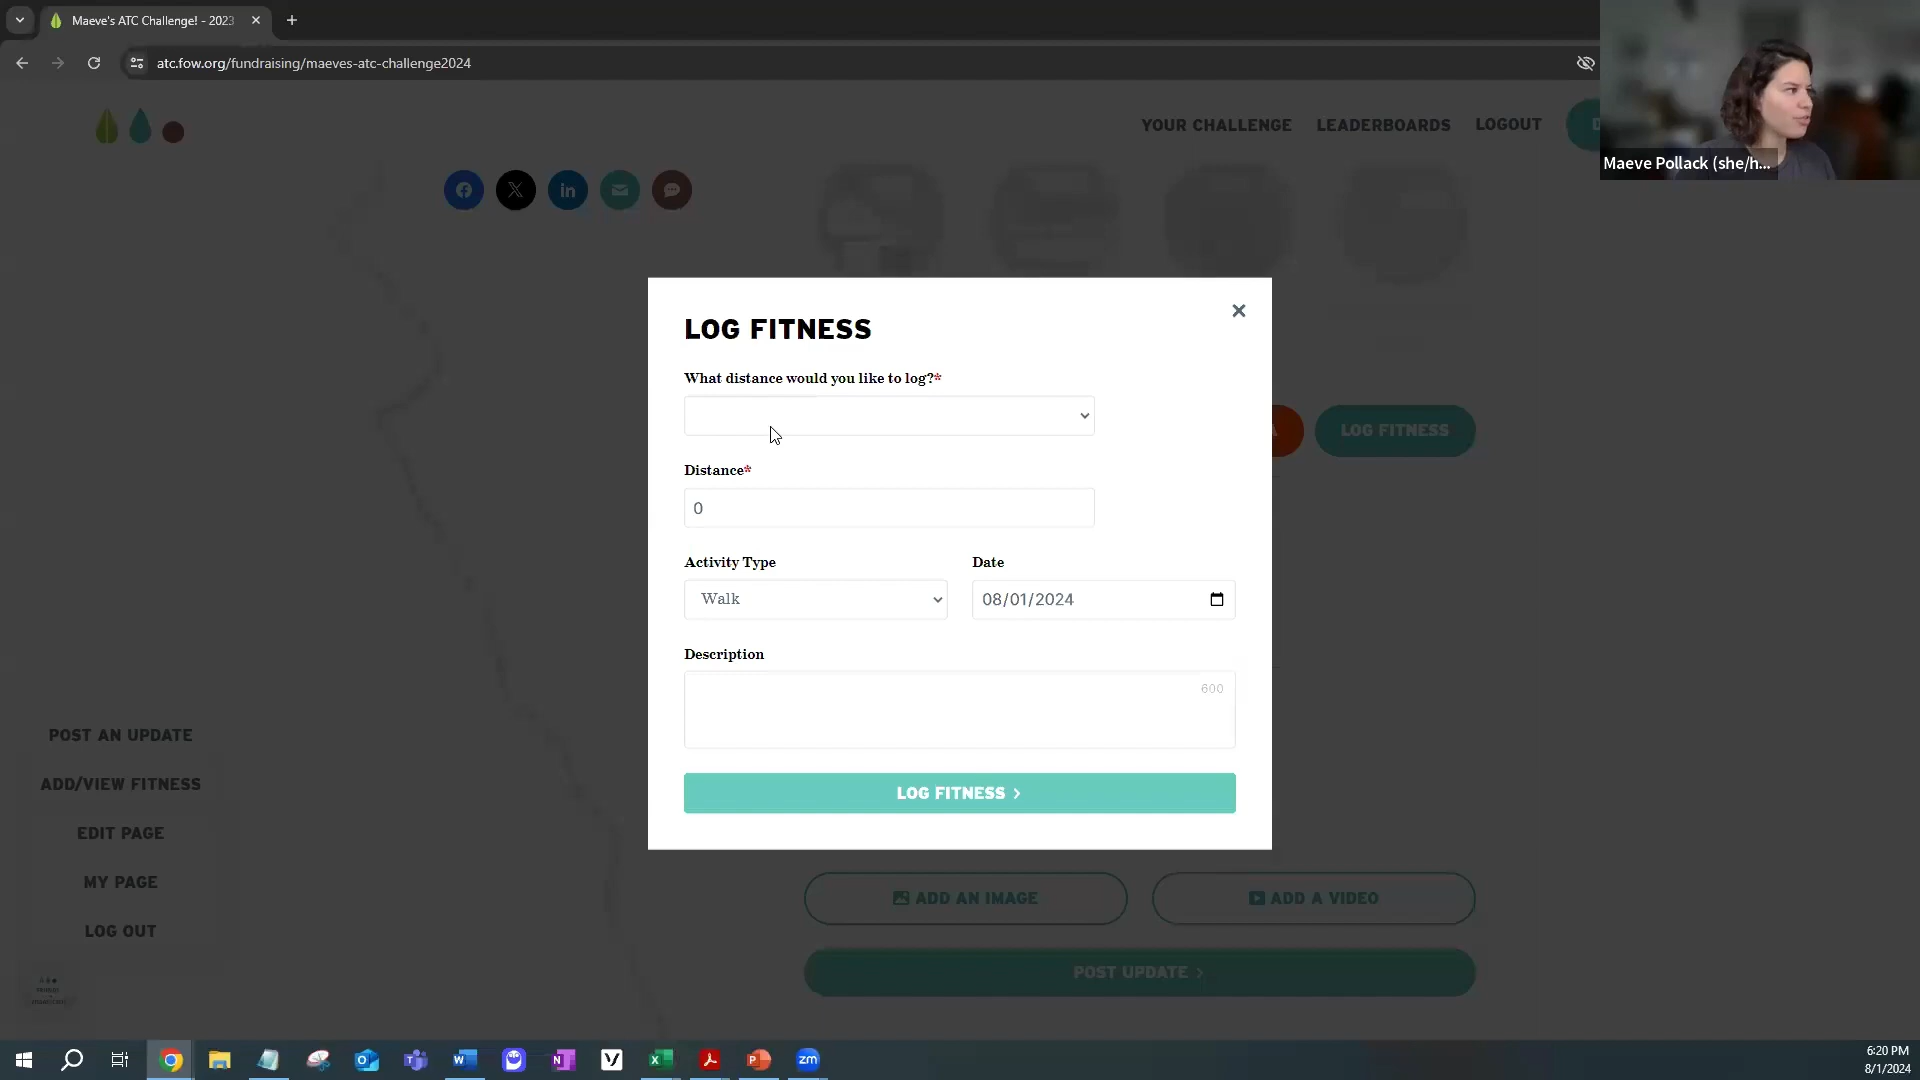 Maeve's ATC Challenge! - 2023
atc.fow.org/fundraising/maeves-atc-challenge2024
YOUR CHALLENGE
LEADERBOARDS
LOGOUT
D
Maeve Pollack (she/h...
in
LOG FITNESS
What distance would you like to log?*
Distance*
0
A
LOG FITNESS
Activity Type
Date
Walk
08/01/2024
Description
600
LOG FITNESS >
POST AN UPDATE
ADD/VIEW FITNESS
EDIT PAGE
MY PAGE
LOG OUT
ADD AN IMAGE
ADD A VIDEO
POST UPDATE >
zm
6:20 PM
8/1/2024